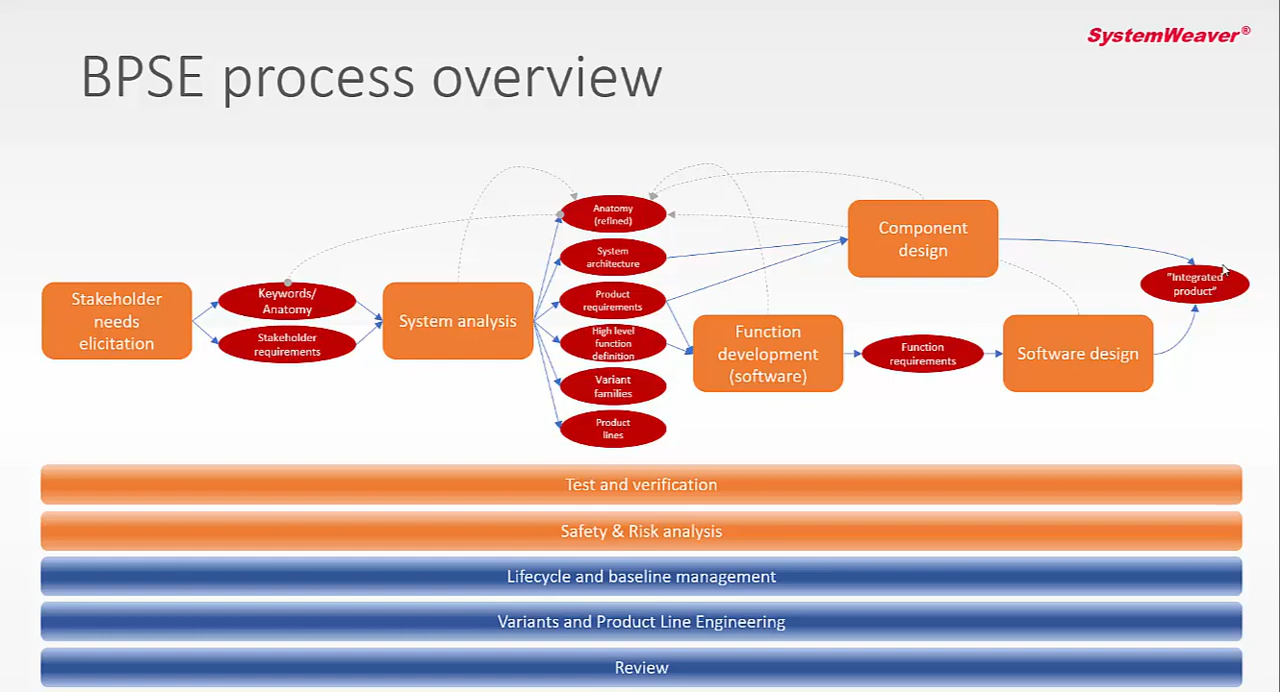 SystemWeaver®
BPSE process overview
Stakeholder
needs
elicitation
Keywords/
Anatomy
Stakeholder
requirements
System analysis
Anatomy
(refined)
System
architecture
Product
requirements
High level
function
definition
Variant
families
Product
lines
Component
design
Function
development
(software)
Function
requirements
Software design
"Integrated
product"
Test and verification
Safety & Risk analysis
Lifecycle and baseline management
Variants and Product Line Engineering
Review